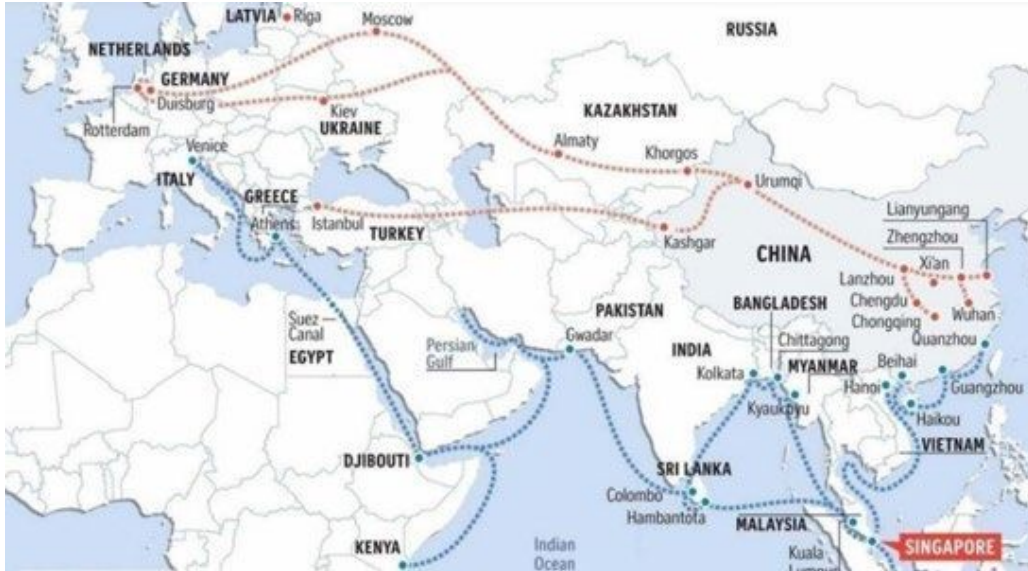 LATVIA
Riga
Moscow
RUSSIA
NETHERLANDS
GERMANY
Duisburg
Rotterdam
Kiev
UKRAINE
KAZAKHSTAN
Almaty
Khorgos
Urumqi
Venice
ITALY
GREECE
Athens
Istanbul
TURKEY
Kashgar
CHINA
Lianyungang
Zhengzhou
Xi'an
Lanzhou
Chengdu
Chongqing
Wuhan
Quanzhou
Suez
Canal
EGYPT
Persian
Gulf
Gwadar
PAKISTAN
BANGLADESH
Chittagong
INDIA
Kolkata
MYANMAR
Kyaukpyu
Beihai
Hanoi
Guangzhou
Haikou
VIETNAM
DJIBOUTI
SRI LANKA
Colombo
Hambantota
MALAYSIA
SINGAPORE
KENYA
Indian
Ocean
Kuala